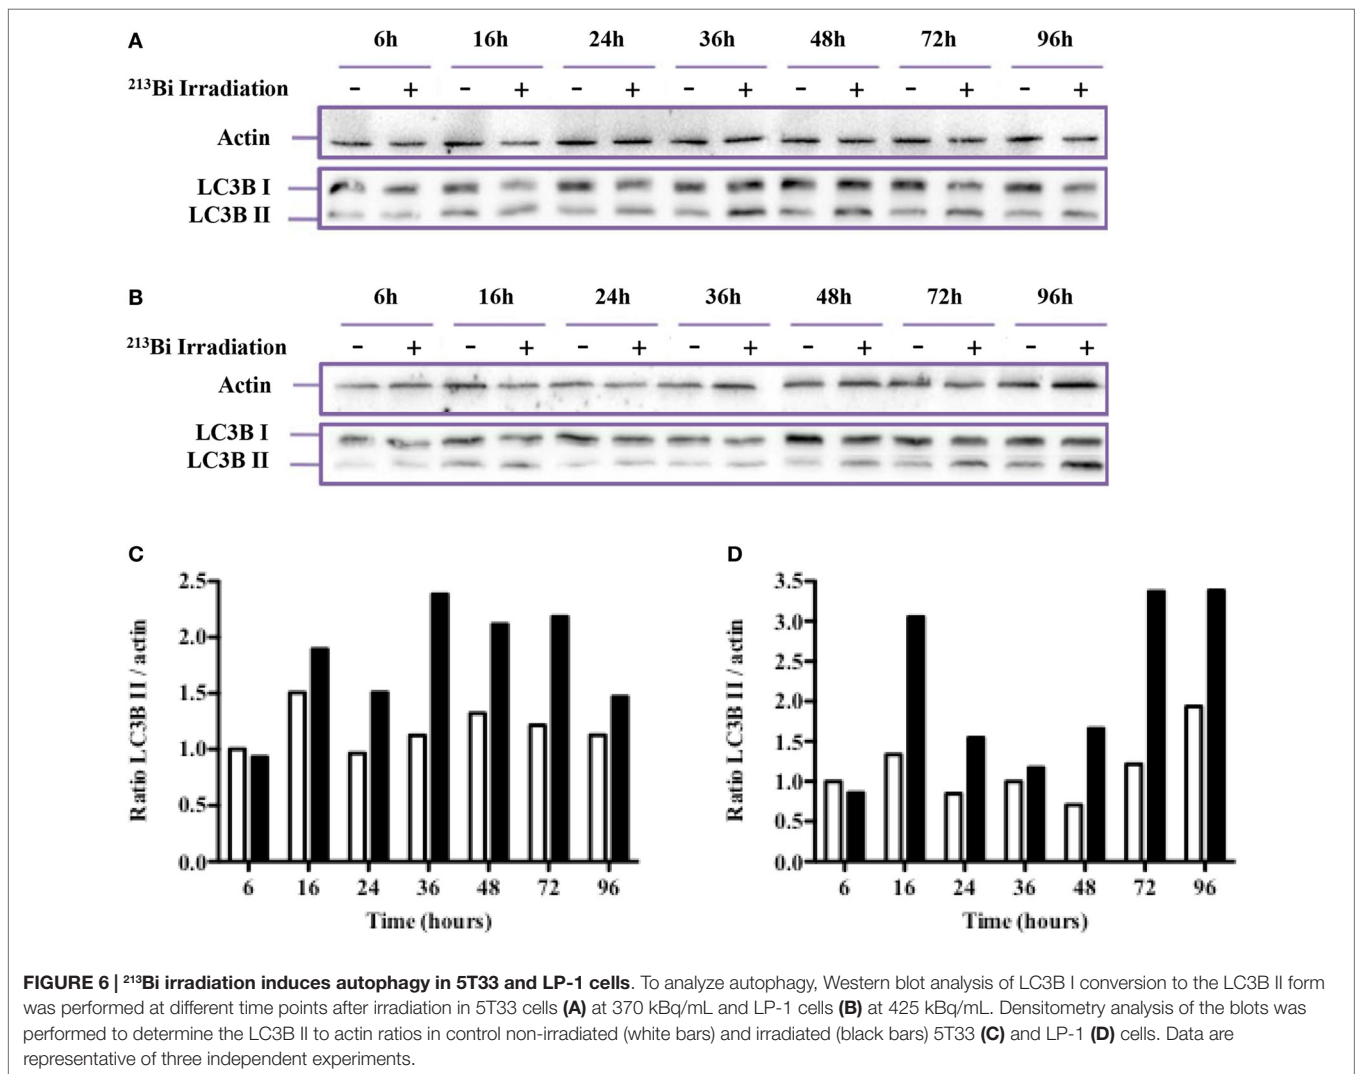 A
6h 16h 24h 36h 48h 72h 96h
²¹³Bi Irradiation - + - + - + - + - + - + - +
Actin
LC3B I
LC3B II
B
6h 16h 24h 36h 48h 72h 96h
²¹³Bi Irradiation - + - + - + - + - + - + - +
Actin
LC3B I
LC3B II
C
Ratio LC3B II / actin
2.5
2.0
1.5
1.0
0.5
0.0
6 16 24 36 48 72 96
Time (hours)
D
Ratio LC3B II / actin
3.5
3.0
2.5
2.0
1.5
1.0
0.5
0.0
6 16 24 36 48 72 96
Time (hours)
FIGURE 6 | ²¹³Bi irradiation induces autophagy in 5T33 and LP-1 cells. To analyze autophagy, Western blot analysis of LC3B I conversion to the LC3B II form
was performed at different time points after irradiation in 5T33 cells (A) at 370 kBq/mL and LP-1 cells (B) at 425 kBq/mL. Densitometry analysis of the blots was
performed to determine the LC3B II to actin ratios in control non-irradiated (white bars) and irradiated (black bars) 5T33 (C) and LP-1 (D) cells. Data are
representative of three independent experiments.